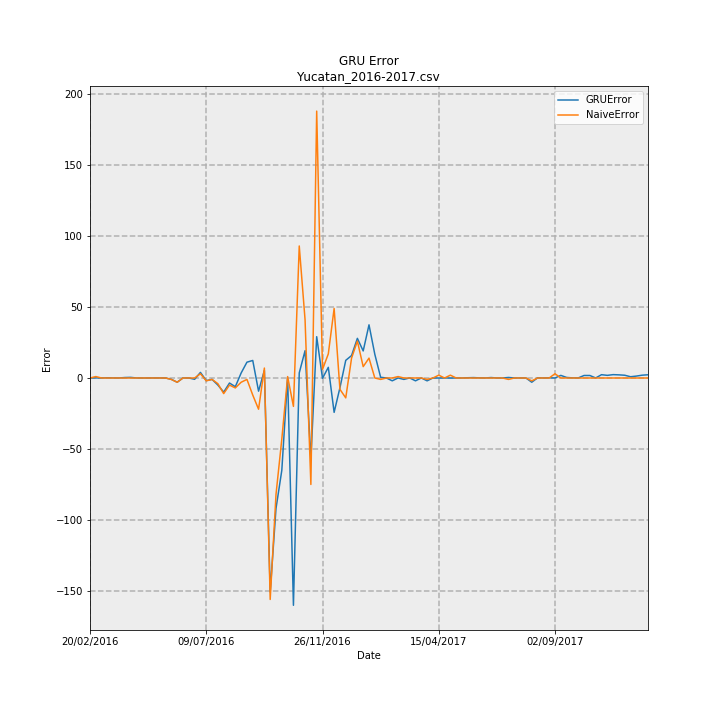 GRU Error
Yucatan_2016-2017.csv
GRUError
NaiveError
200
150
100
50
0
−50
−100
−150
Error
20/02/2016
09/07/2016
26/11/2016
15/04/2017
02/09/2017
Date